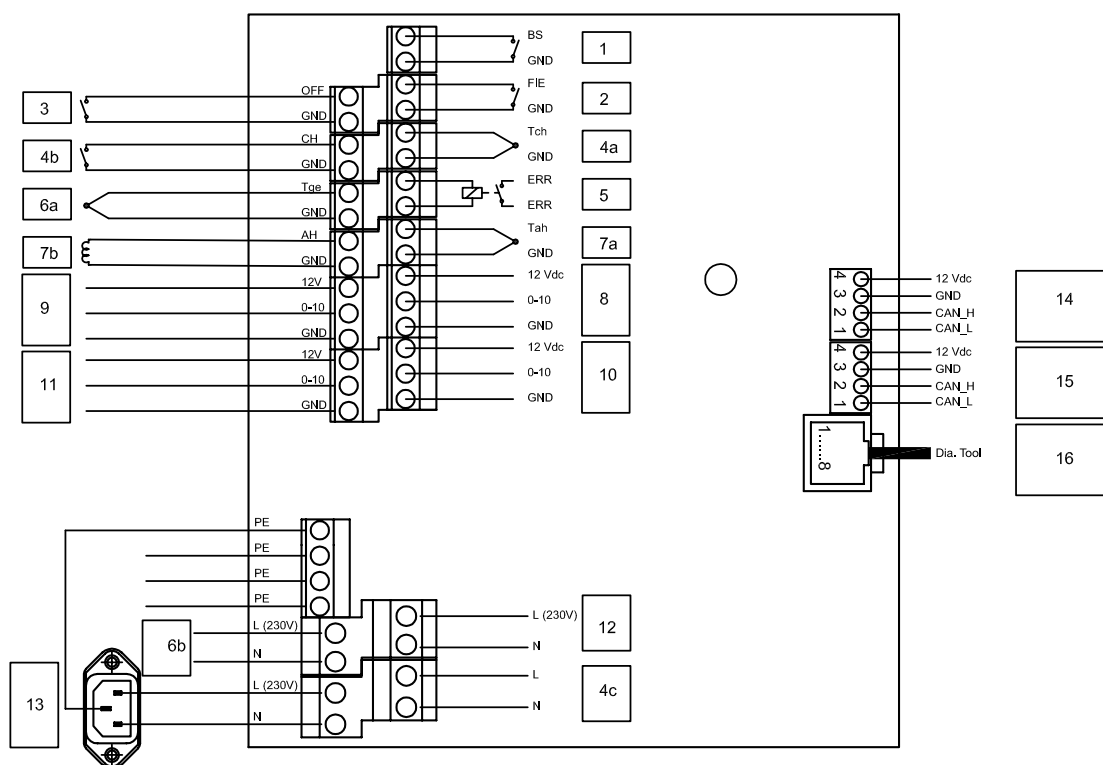 BS
GND
1
FIE
GND
2
OFF
GND
3
Tch
GND
4a
CH
GND
4b
ERR
ERR
5
Tqe
GND
6a
Tah
GND
7a
AH
GND
7b
12 Vdc
0-10
GND
8
12V
0-10
GND
9
12 Vdc
0-10
GND
10
12V
0-10
GND
11
4
3
2
1
12 Vdc
GND
CAN_H
CAN_L
14
4
3
2
1
12 Vdc
GND
CAN_H
CAN_L
15
1......8
Dia. Tool
16
PE
PE
PE
PE
L (230V)
N
6b
L (230V)
N
12
L (230V)
N
13
L
N
4c